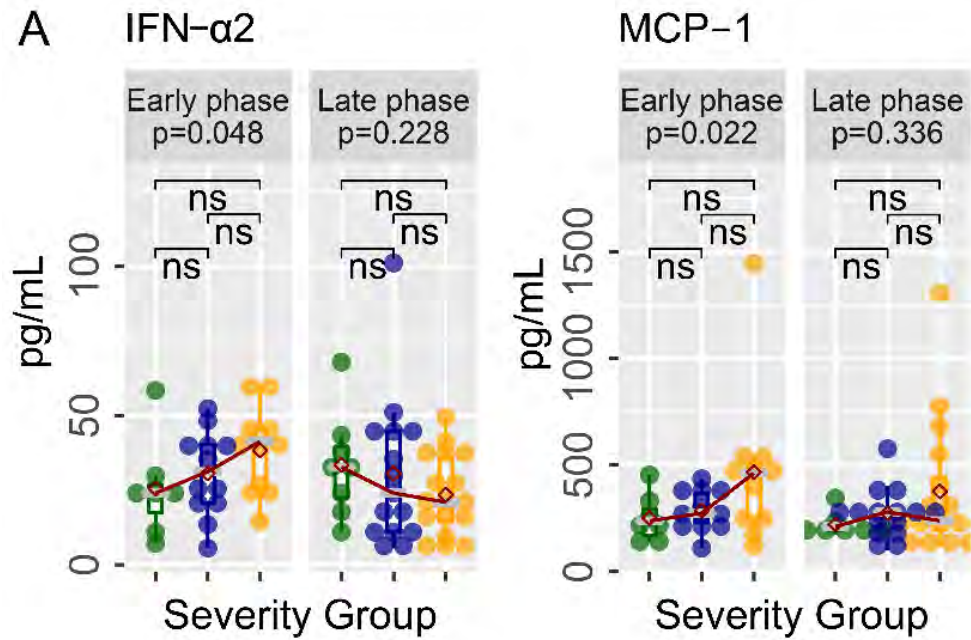 A
IFN-α2
MCP-1
Early phase
p=0.048
Late phase
p=0.228
Early phase
p=0.022
Late phase
p=0.336
ns
ns
ns
ns
ns
ns
ns
ns
ns
ns
ns
ns
pg/mL
100
50
0
pg/mL
1500
1000
500
0
Severity Group
Severity Group